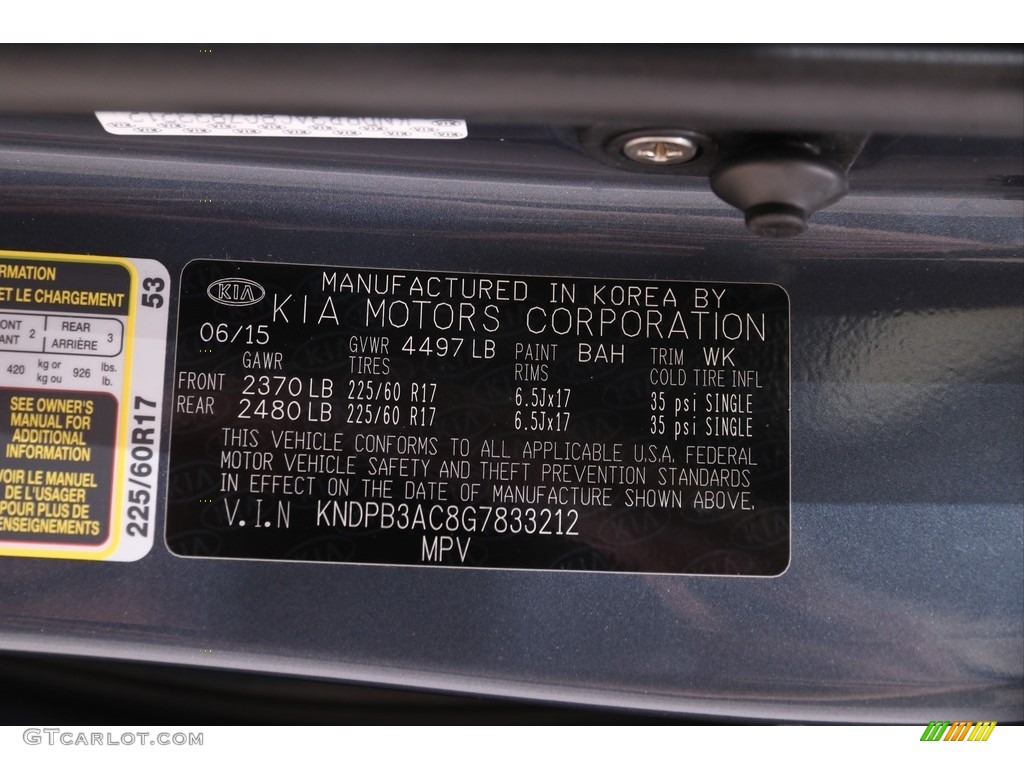 RMATION
ET LE CHARGEMENT
2
REAR
ARRIÈRE
3
420 kg or kg ou 926 lbs. lb.
SEE OWNER'S
MANUAL FOR
ADDITIONAL
INFORMATION
VOIR LE MANUEL
DE L'USAGER
POUR PLUS DE
RENSEIGNEMENTS
225/60R17 53
KIA
MANUFACTURED IN KOREA BY
KIA MOTORS CORPORATION
06/15 GVWR 4497 LB PAINT BAH TRIM WK
GAWR TIRES RIMS COLD TIRE INFL
FRONT 2370 LB 225/60 R17 6.5Jx17 35 psi SINGLE
REAR 2480 LB 225/60 R17 6.5Jx17 35 psi SINGLE
THIS VEHICLE CONFORMS TO ALL APPLICABLE U.S.A. FEDERAL
MOTOR VEHICLE SAFETY AND THEFT PREVENTION STANDARDS
IN EFFECT ON THE DATE OF MANUFACTURE SHOWN ABOVE.
V.I.N KNDPB3AC8G7833212
MPV
GTCarlot.com